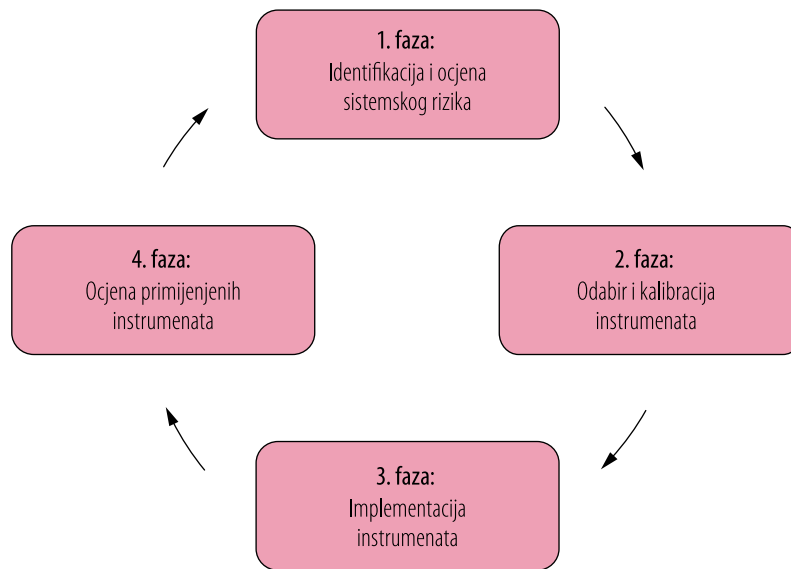 1. faza:
Identifikacija i ocjena
sistemskog rizika
2. faza:
Odabir i kalibracija
instrumenata
3. faza:
Implementacija
instrumenata
4. faza:
Ocjena primijenjenih
instrumenata